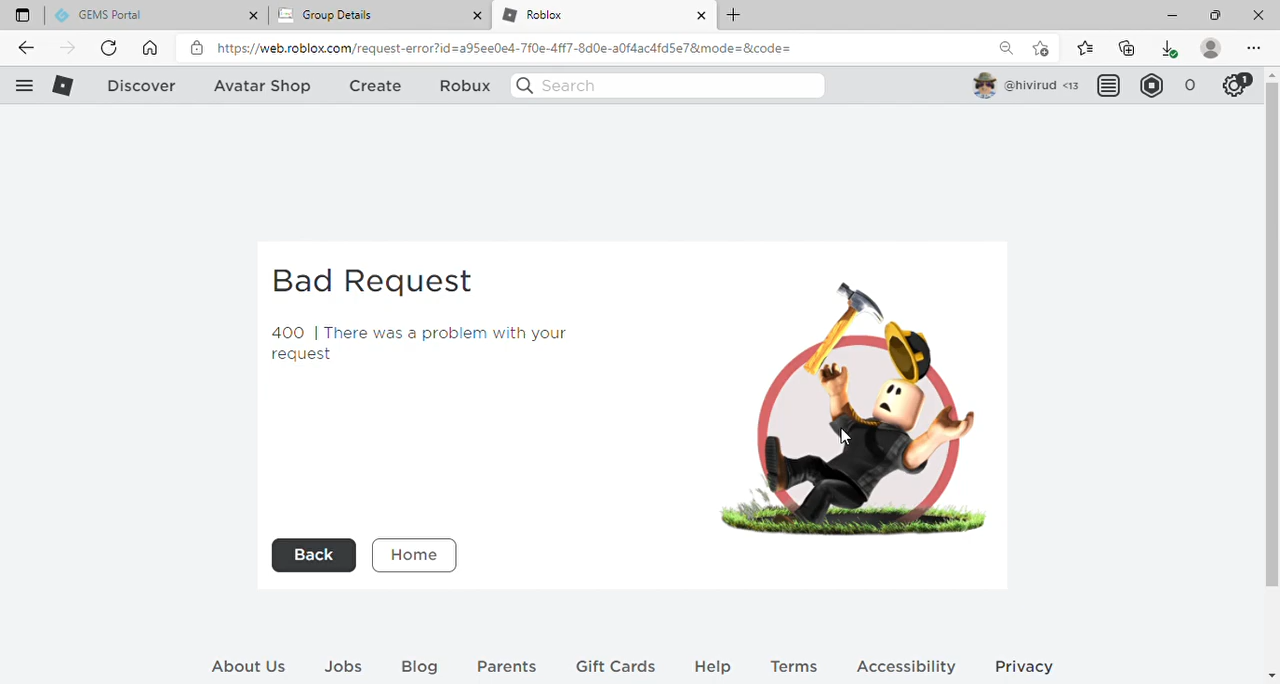 GEMS Portal
Group Details
Roblox
https://web.roblox.com/request-error?id=a95ee0e4-7f0e-4ff7-8d0e-a0f4ac4fd5e7&mode=&code=
Discover Avatar Shop Create Robux Search @hivirud <13 0 1
Bad Request
400 | There was a problem with your
request
Back Home
About Us Jobs Blog Parents Gift Cards Help Terms Accessibility Privacy